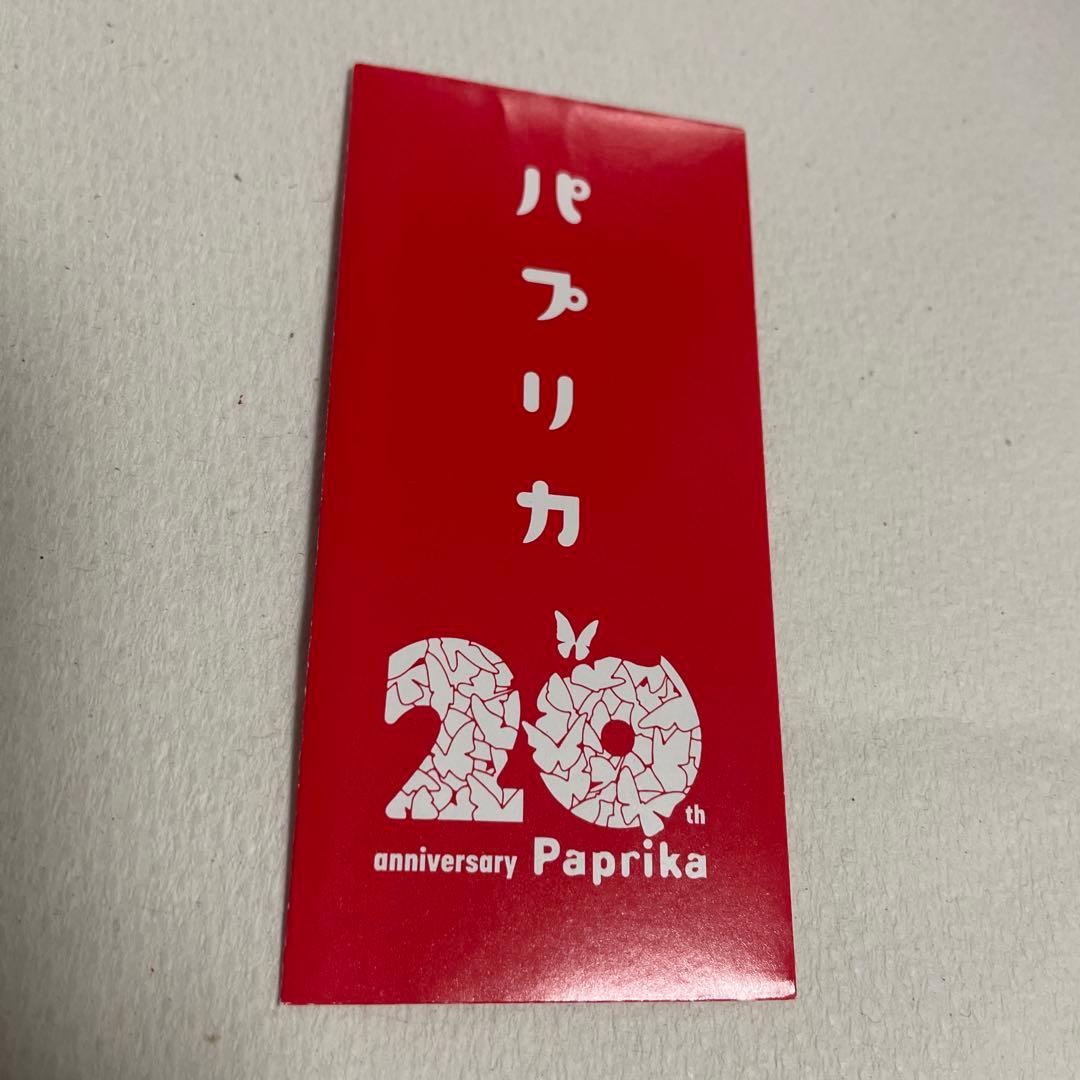 パプリカ
20th
anniversary Paprika